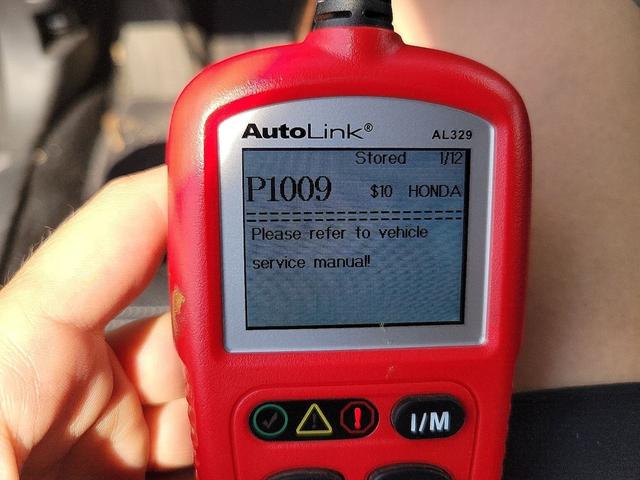 AutoLink®
AL329
Stored 1/12
P1009 $10 HONDA
Please refer to vehicle
service manual!
I/M